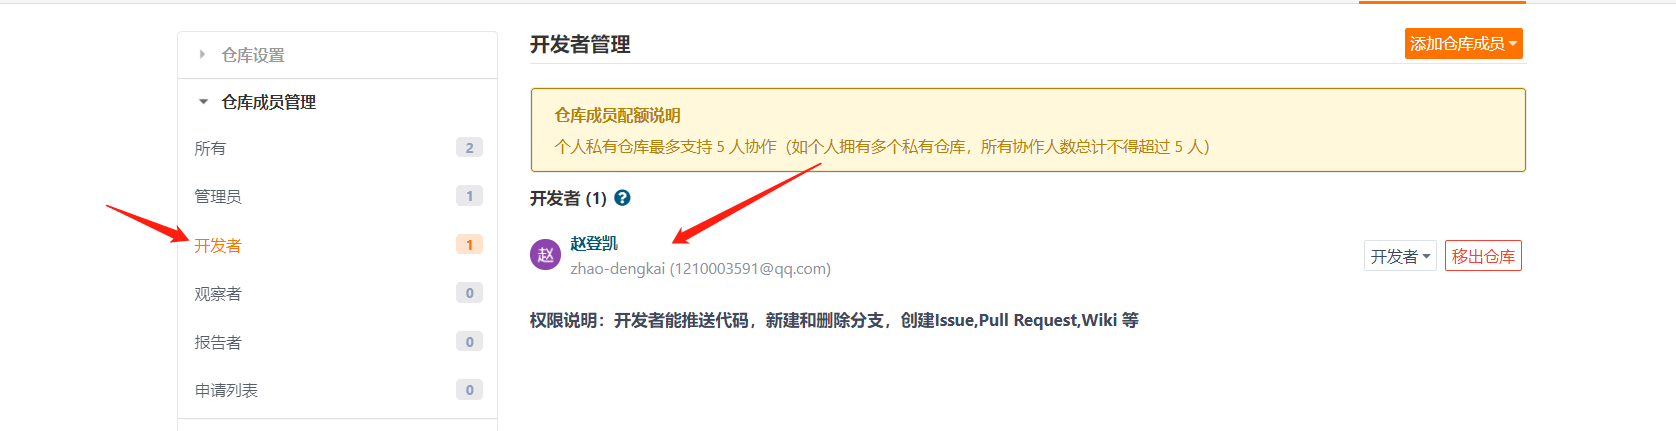 仓库设置
仓库成员管理
所有 2
管理员 1
开发者 1
观察者 0
报告者 0
申请列表 0
开发者管理
添加仓库成员
仓库成员配额说明
个人私有仓库最多支持 5 人协作（如个人拥有多个私有仓库，所有协作人数总计不得超过 5 人）
开发者 (1) ?
赵
赵登凯
zhao-dengkai (1210003591@qq.com)
开发者
移出仓库
权限说明：开发者能推送代码，新建和删除分支，创建Issue,Pull Request,Wiki 等